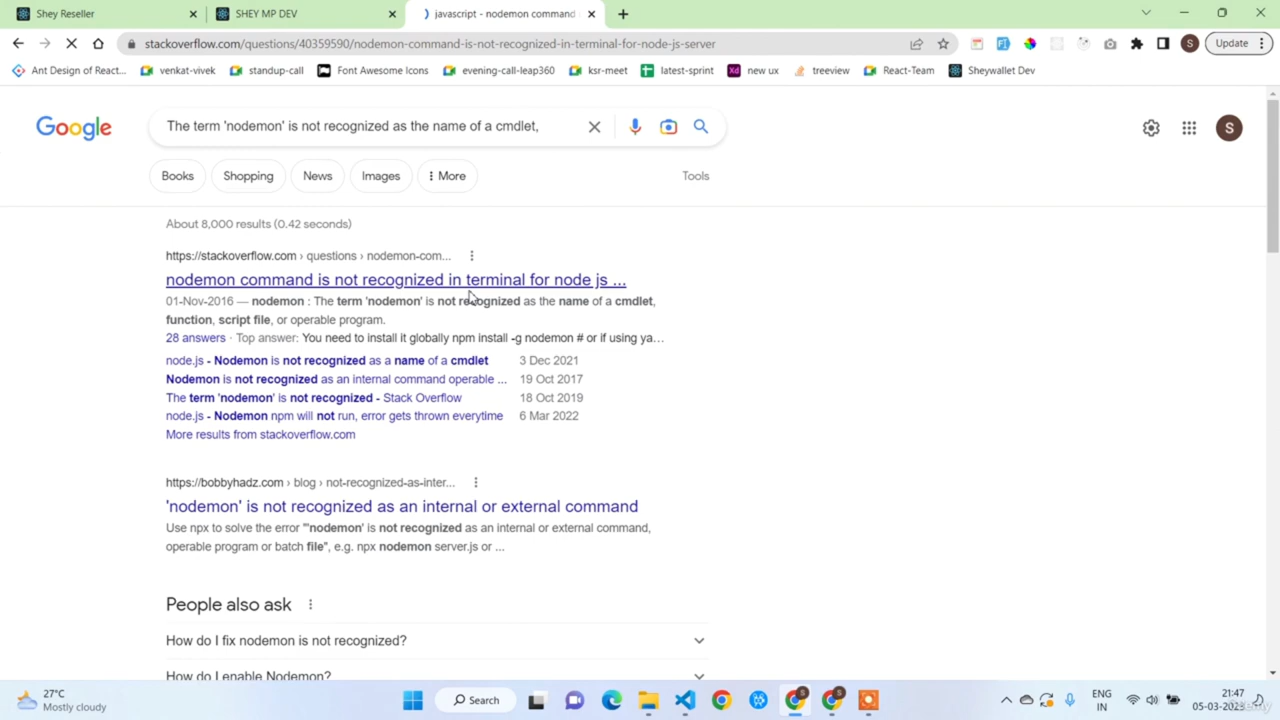 Shey Reseller
SHEY MP DEV
javascript - nodemon command
stackoverflow.com/questions/40359590/nodemon-command-is-not-recognized-in-terminal-for-node-js-server
S
Update
Ant Design of React...
venkat-vivek
standup-call
Font Awesome Icons
evening-call-leap360
ksr-meet
latest-sprint
Xd new ux
treeview
React-Team
Sheywallet Dev
Google
The term 'nodemon' is not recognized as the name of a cmdlet,
S
Books
Shopping
News
Images
More
Tools
About 8,000 results (0.42 seconds)
https://stackoverflow.com › questions › nodemon-com...
nodemon command is not recognized in terminal for node js ...
01-Nov-2016 — nodemon : The term 'nodemon' is not recognized as the name of a cmdlet,
function, script file, or operable program.
28 answers · Top answer: You need to install it globally npm install -g nodemon # or if using ya...
node.js - Nodemon is not recognized as a name of a cmdlet 3 Dec 2021
Nodemon is not recognized as an internal command operable ... 19 Oct 2017
The term 'nodemon' is not recognized - Stack Overflow 18 Oct 2019
node.js - Nodemon npm will not run, error gets thrown everytime 6 Mar 2022
More results from stackoverflow.com
https://bobbyhadz.com › blog › not-recognized-as-inter...
'nodemon' is not recognized as an internal or external command
Use npx to solve the error "'nodemon' is not recognized as an internal or external command,
operable program or batch file", e.g. npx nodemon server.js or ...
People also ask
How do I fix nodemon is not recognized?
How do I enable Nodemon?
27°C
Mostly cloudy
Search
ENG
IN
21:47
05-03-2023